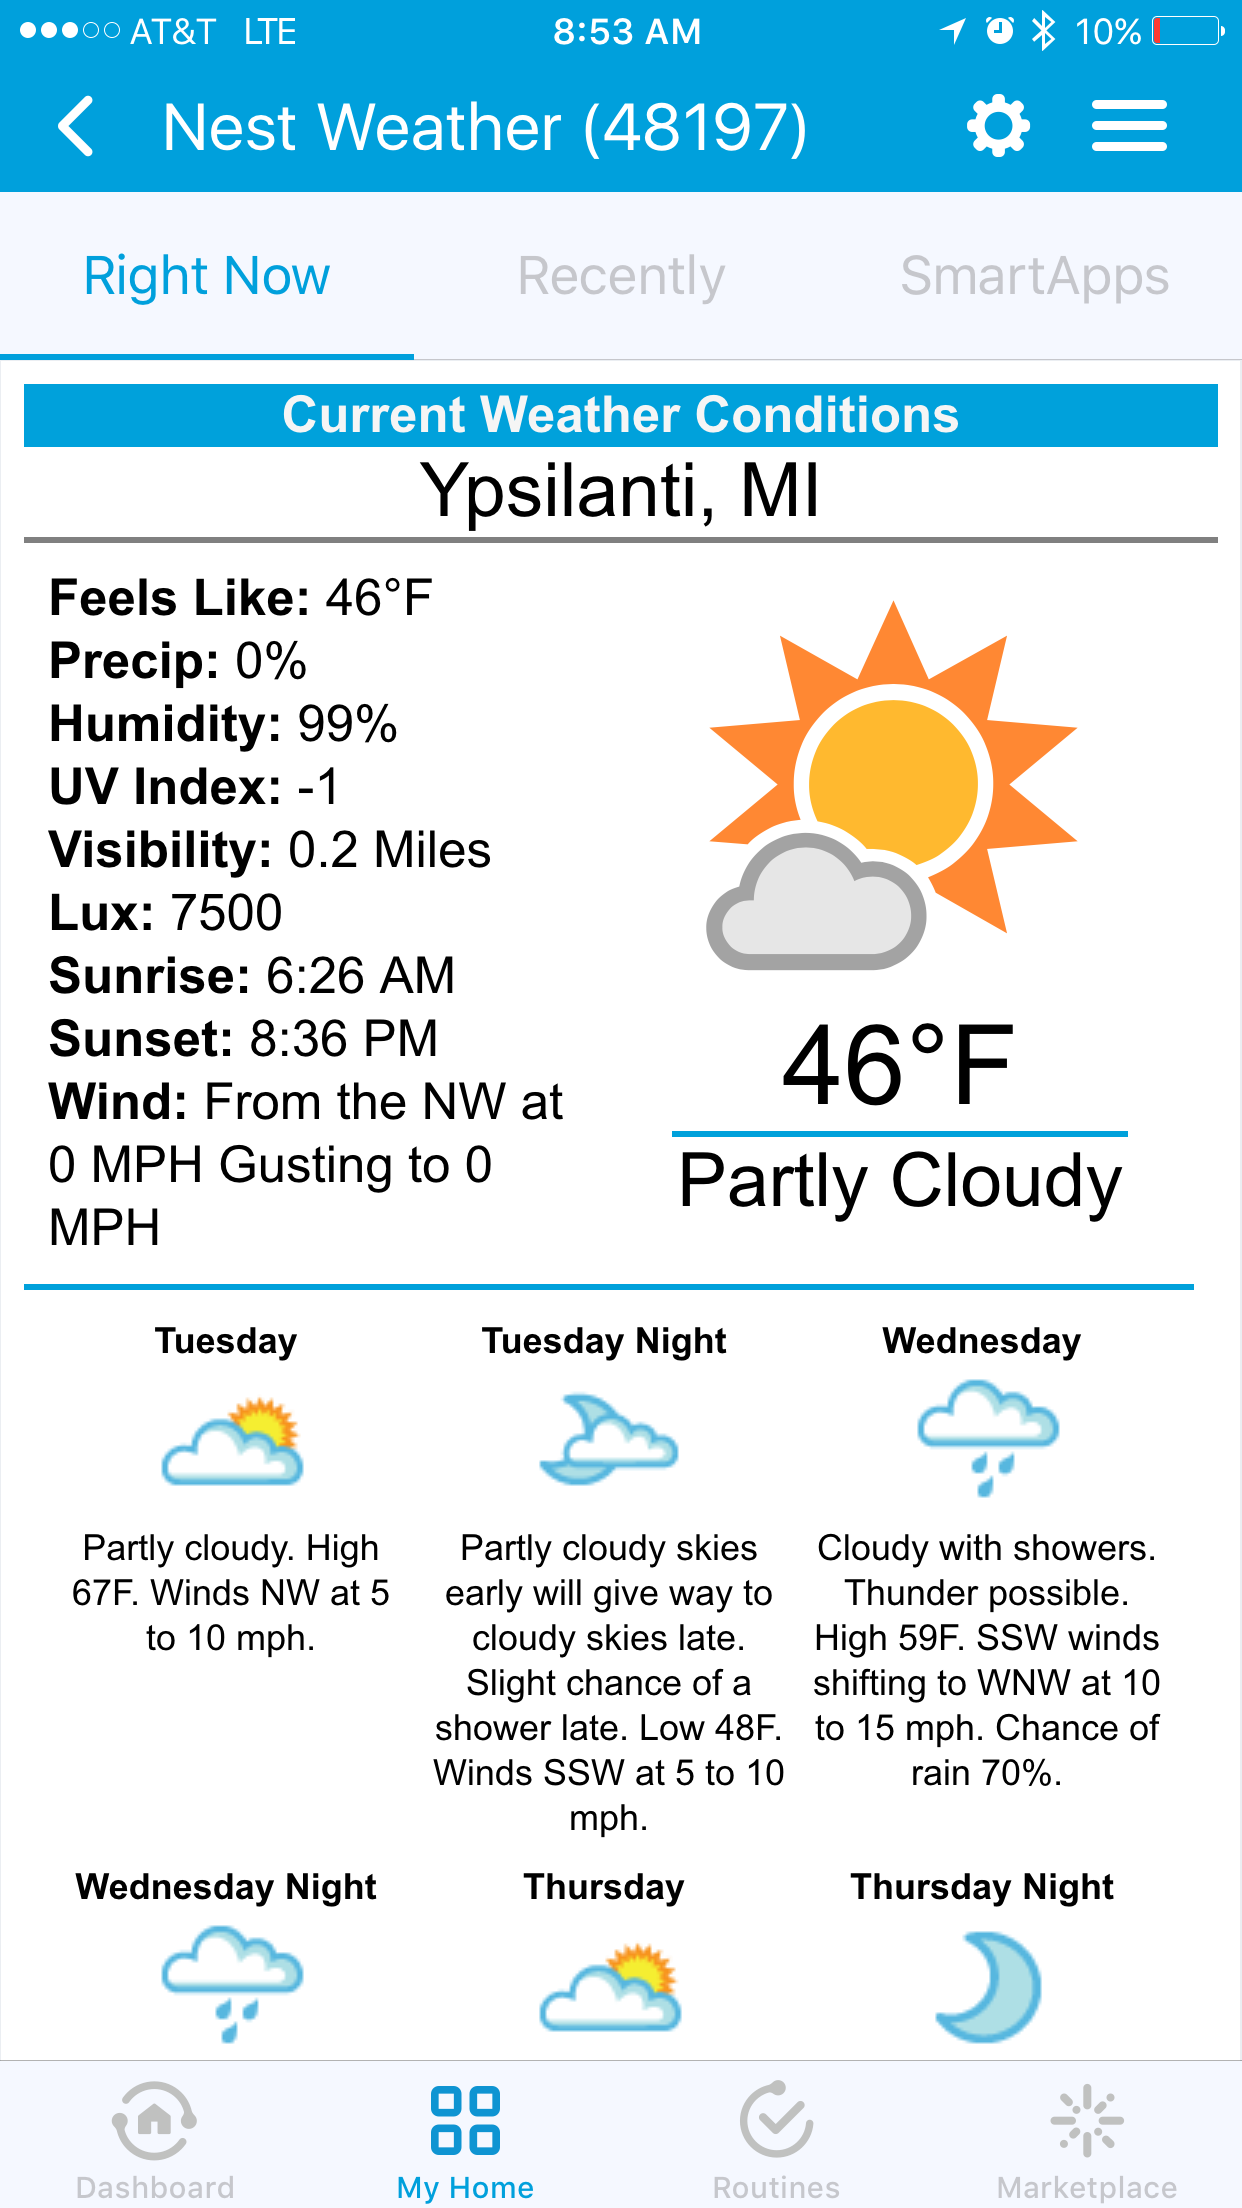 AT&T LTE 8:53 AM 10%
Nest Weather (48197)
Right Now Recently SmartApps
Current Weather Conditions
Ypsilanti, MI
Feels Like: 46°F
Precip: 0%
Humidity: 99%
UV Index: -1
Visibility: 0.2 Miles
Lux: 7500
Sunrise: 6:26 AM
Sunset: 8:36 PM
Wind: From the NW at
0 MPH Gusting to 0
MPH
46°F
Partly Cloudy
Tuesday
Partly cloudy. High
67F. Winds NW at 5
to 10 mph.
Tuesday Night
Partly cloudy skies
early will give way to
cloudy skies late.
Slight chance of a
shower late. Low 48F.
Winds SSW at 5 to 10
mph.
Wednesday
Cloudy with showers.
Thunder possible.
High 59F. SSW winds
shifting to WNW at 10
to 15 mph. Chance of
rain 70%.
Wednesday Night
Thursday
Thursday Night
Dashboard My Home Routines Marketplace